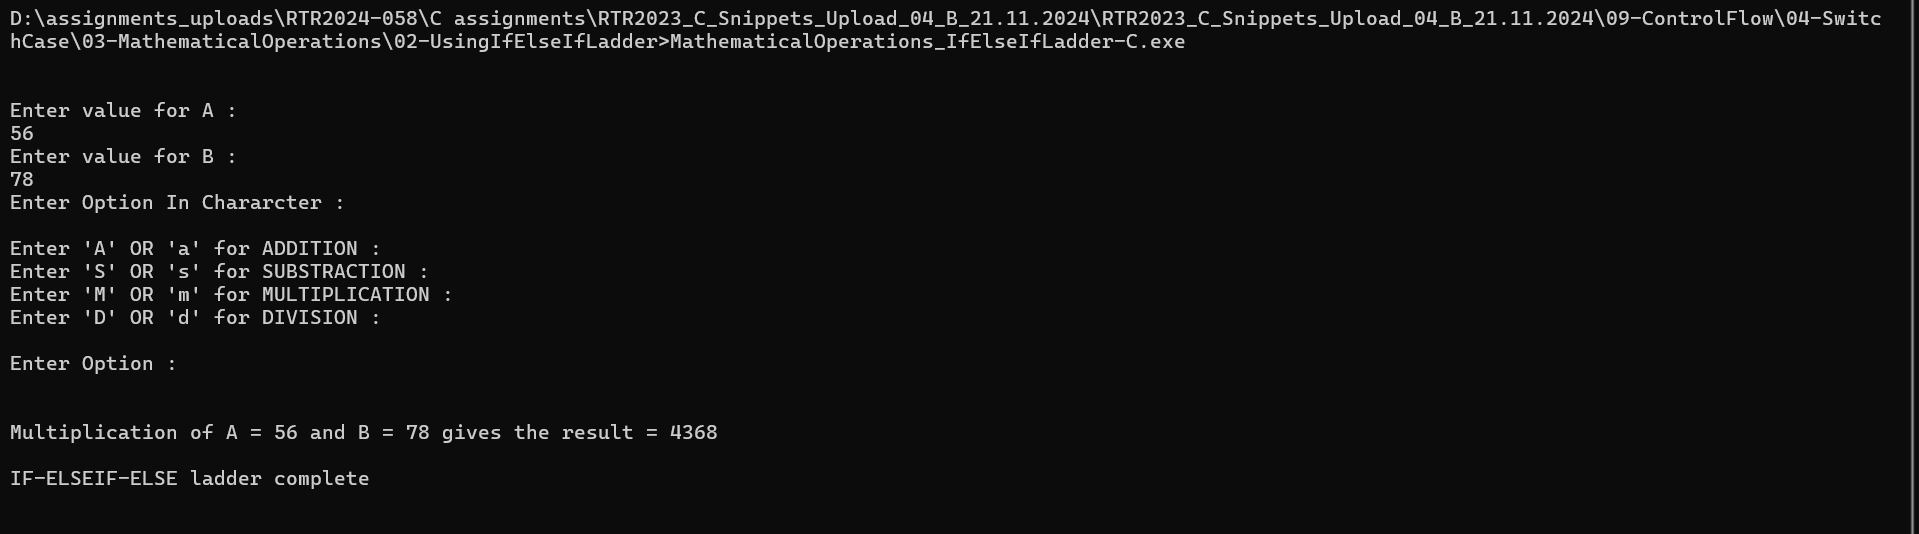 D:\assignments_uploads\RTR2024-058\C assignments\RTR2023_C_Snippets_Upload_04_B_21.11.2024\RTR2023_C_Snippets_Upload_04_B_21.11.2024\09-ControlFlow\04-Switc
hCase\03-MathematicalOperations\02-UsingIfElseIfLadder>MathematicalOperations_IfElseIfLadder-C.exe
Enter value for A :
56
Enter value for B :
78
Enter Option In Chararcter :
Enter 'A' OR 'a' for ADDITION :
Enter 'S' OR 's' for SUBSTRACTION :
Enter 'M' OR 'm' for MULTIPLICATION :
Enter 'D' OR 'd' for DIVISION :
Enter Option :
Multiplication of A = 56 and B = 78 gives the result = 4368
IF-ELSEIF-ELSE ladder complete